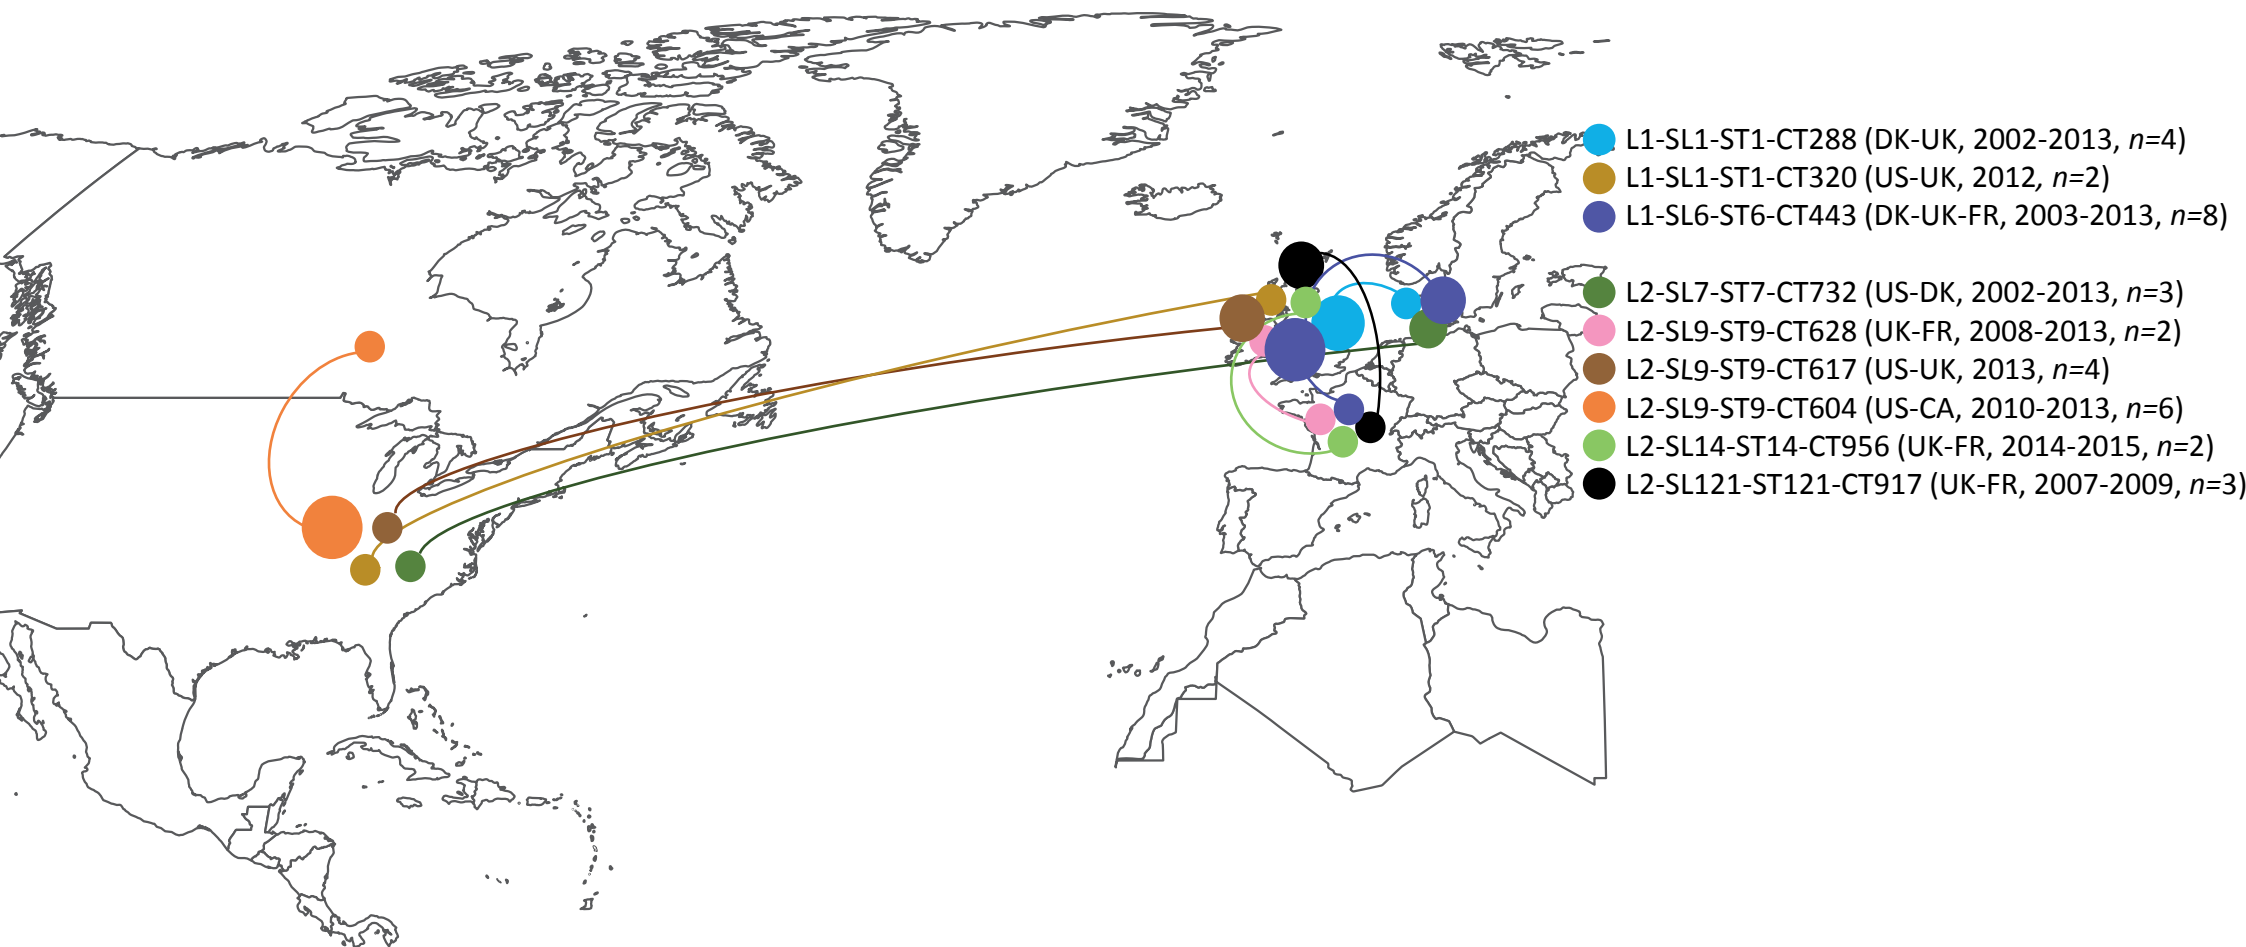 L1-SL1-ST1-CT288 (DK-UK, 2002-2013, n=4)
L1-SL1-ST1-CT320 (US-UK, 2012, n=2)
L1-SL6-ST6-CT443 (DK-UK-FR, 2003-2013, n=8)
L2-SL7-ST7-CT732 (US-DK, 2002-2013, n=3)
L2-SL9-ST9-CT628 (UK-FR, 2008-2013, n=2)
L2-SL9-ST9-CT617 (US-UK, 2013, n=4)
L2-SL9-ST9-CT604 (US-CA, 2010-2013, n=6)
L2-SL14-ST14-CT956 (UK-FR, 2014-2015, n=2)
L2-SL121-ST121-CT917 (UK-FR, 2007-2009, n=3)